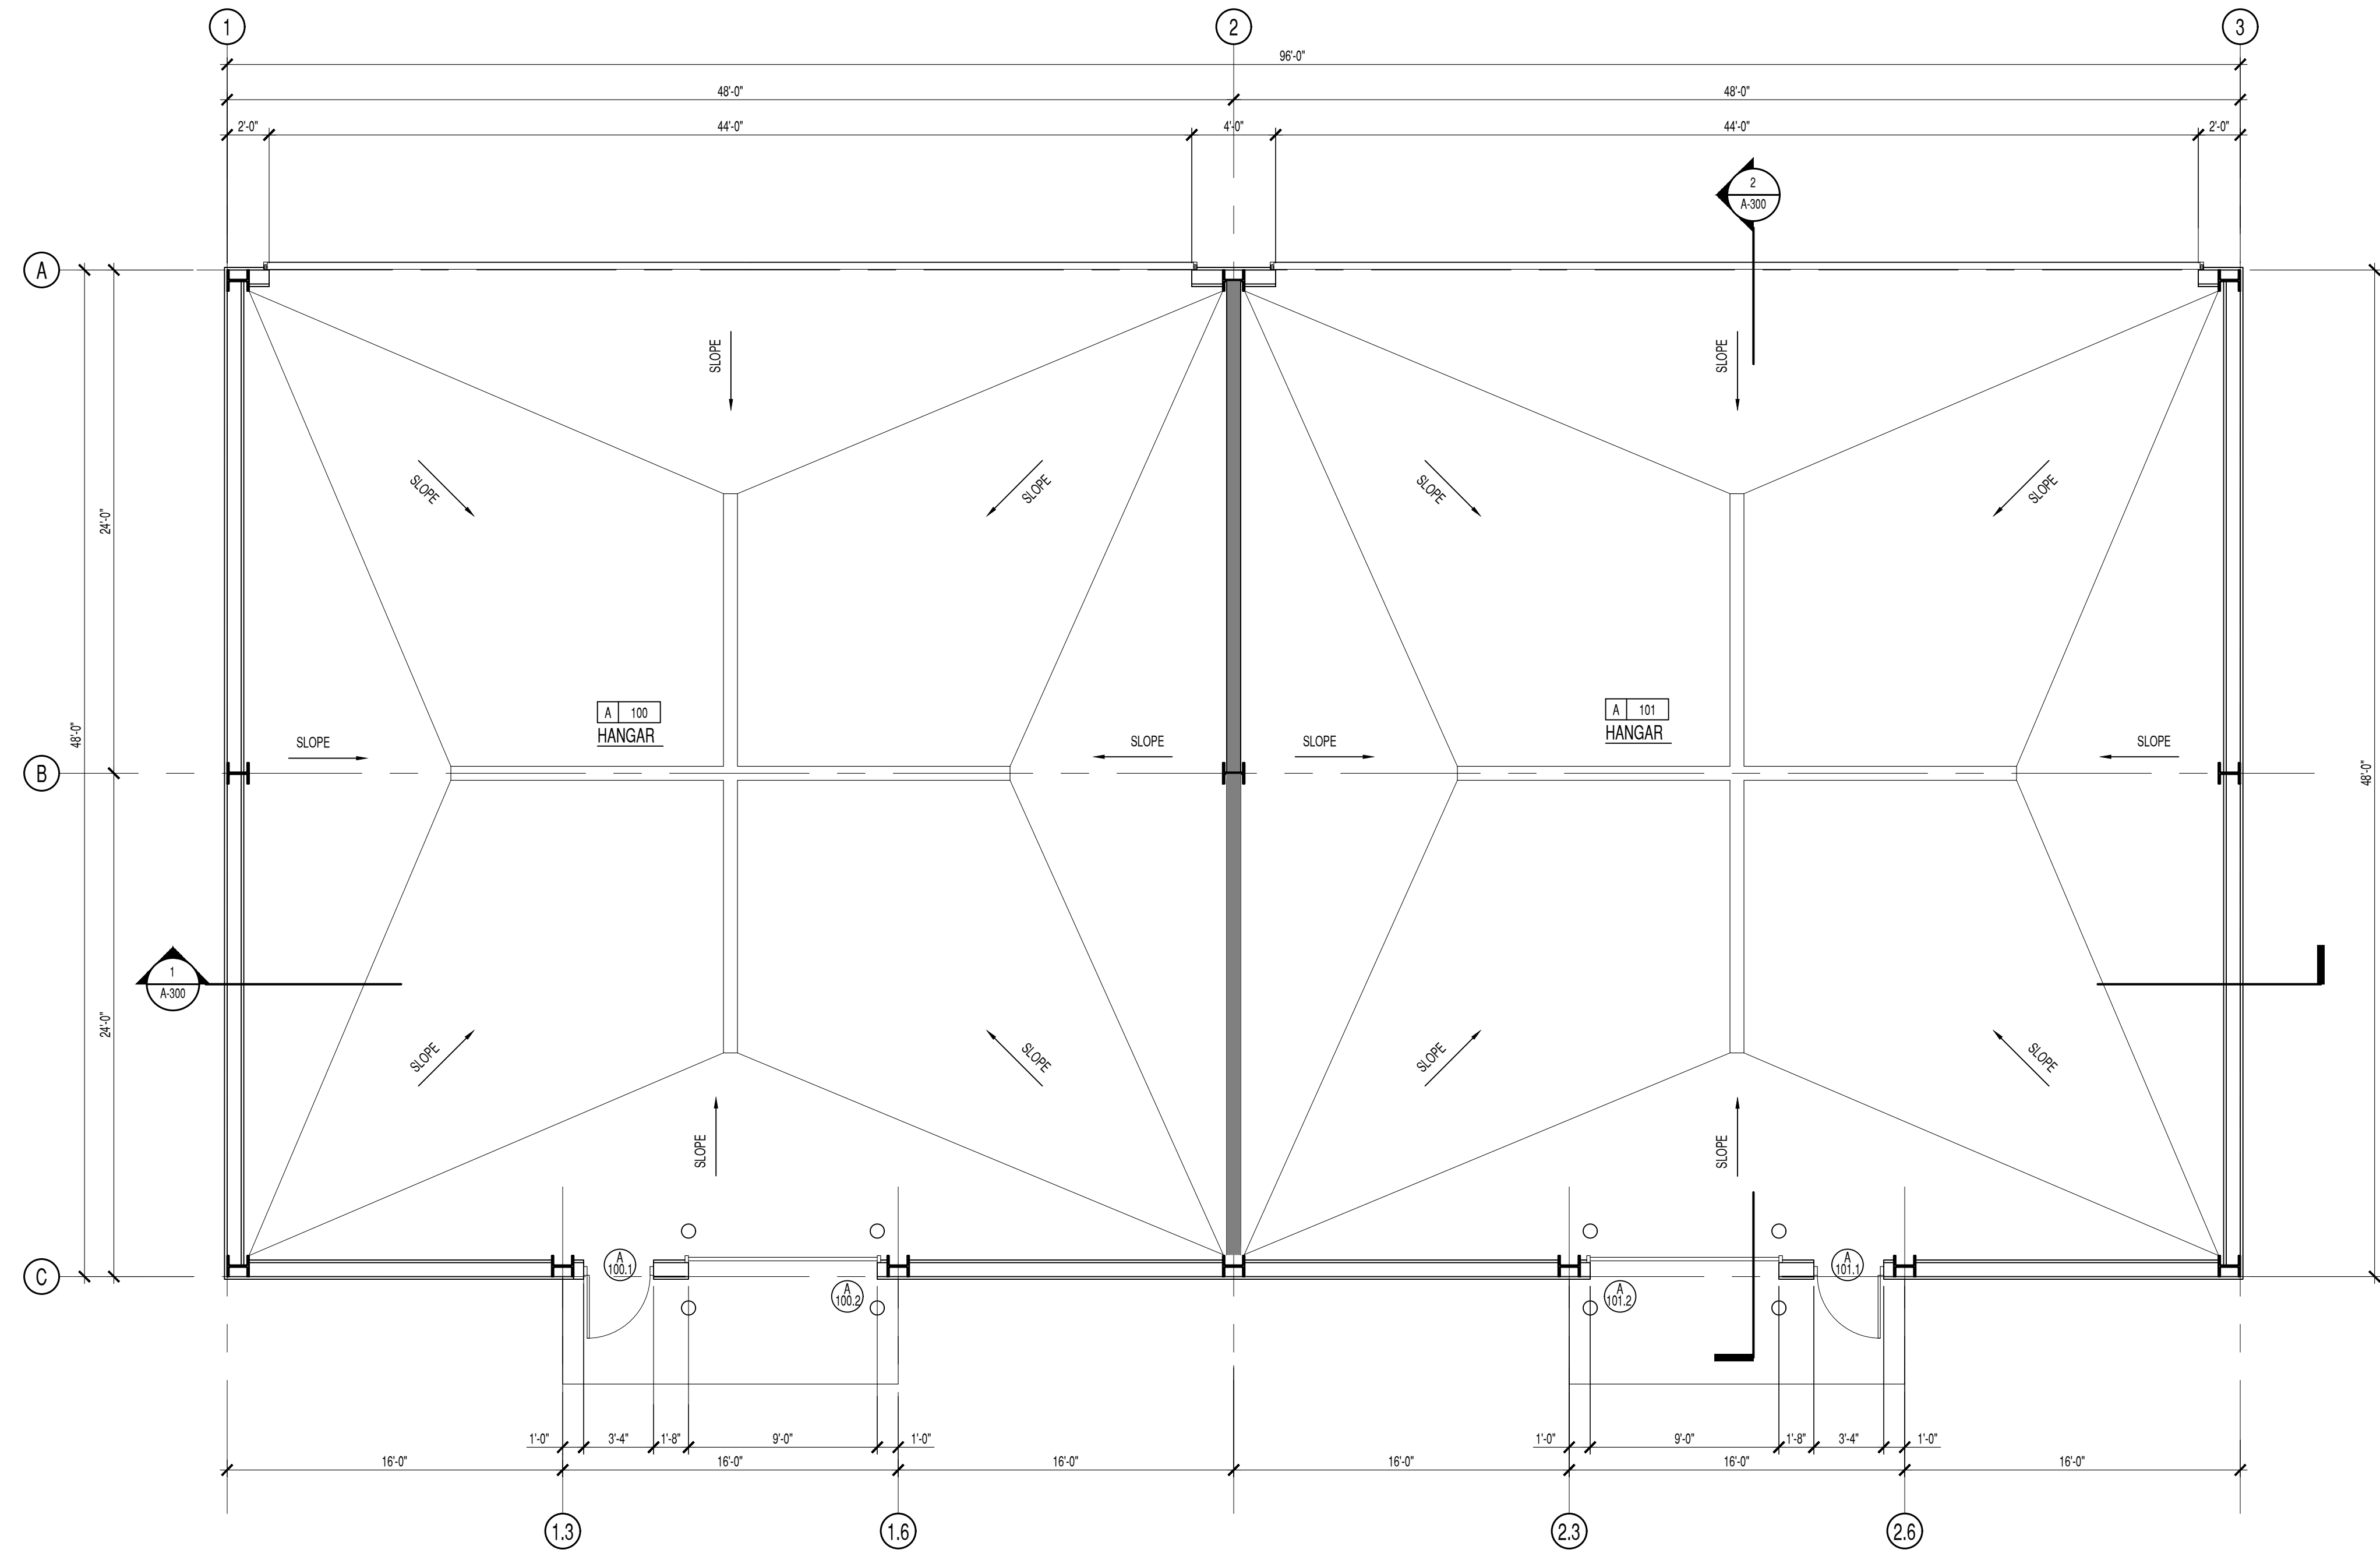 1 2 3
96'-0"
48'-0" 48'-0"
2'-0" 44'-0" 4'-0" 44'-0" 2'-0"
2
A-300
A
SLOPE SLOPE
SLOPE SLOPE SLOPE SLOPE
24'-0"
A 100
HANGAR
A 101
HANGAR
48'-0"
SLOPE SLOPE SLOPE SLOPE
48'-0"
B
1
A-300
24'-0"
SLOPE SLOPE SLOPE SLOPE
SLOPE SLOPE
C
A
100.1
A
100.2
A
101.2
A
101.1
1'-0" 3'-4" 1'-8" 9'-0" 1'-0" 1'-0" 9'-0" 1'-8" 3'-4" 1'-0"
16'-0" 16'-0" 16'-0" 16'-0" 16'-0" 16'-0"
1.3 1.6 2.3 2.6